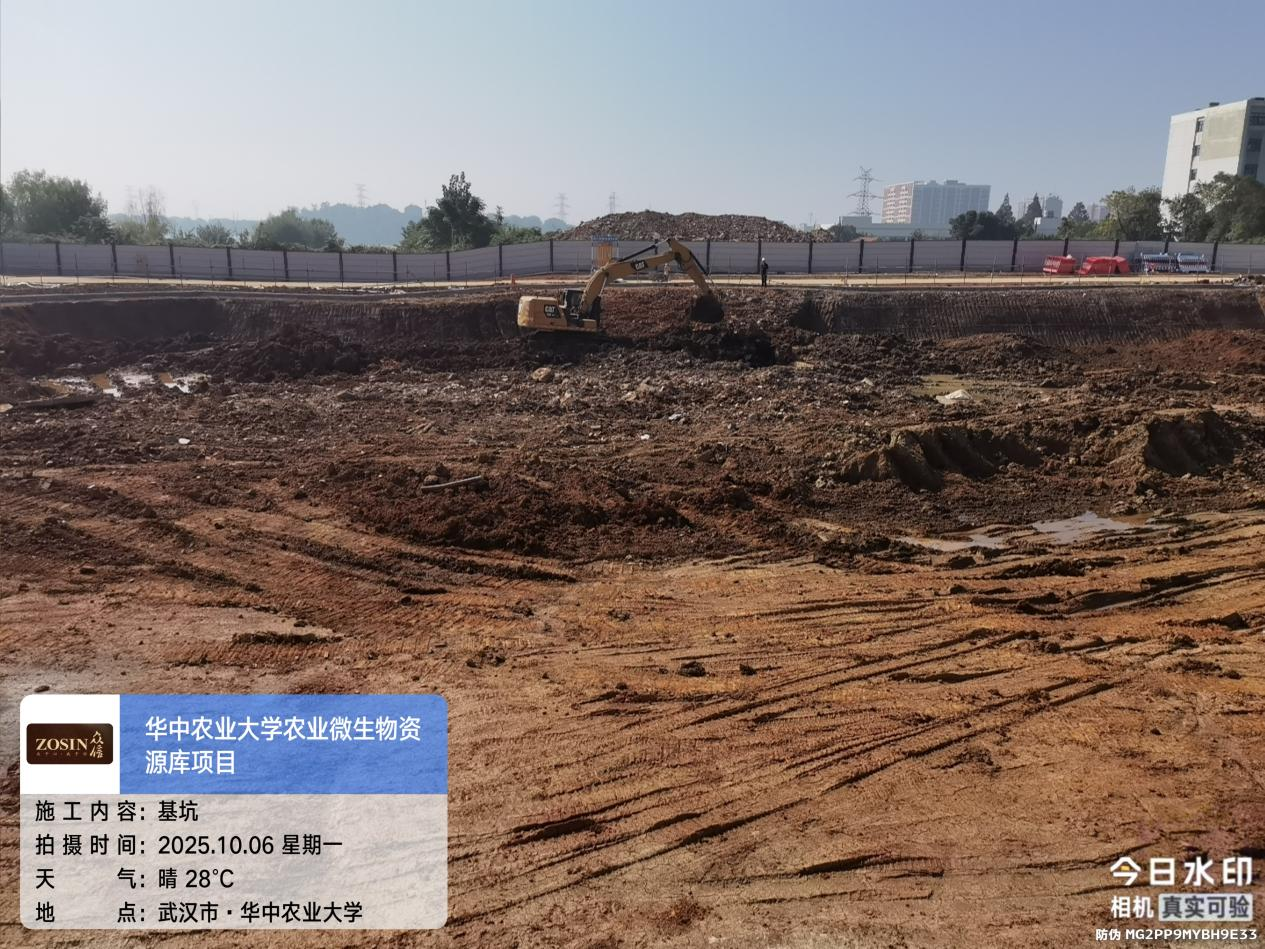 CAT
CAT
ZOSIN 众信
华中农业大学农业微生物资
源库项目
施工内容：基坑
拍摄时间：2025.10.06 星期一
天气：晴 28°C
地点：武汉市·华中农业大学
今日水印
相机 真实可验
防伪 MG2PP9MYBH9E33